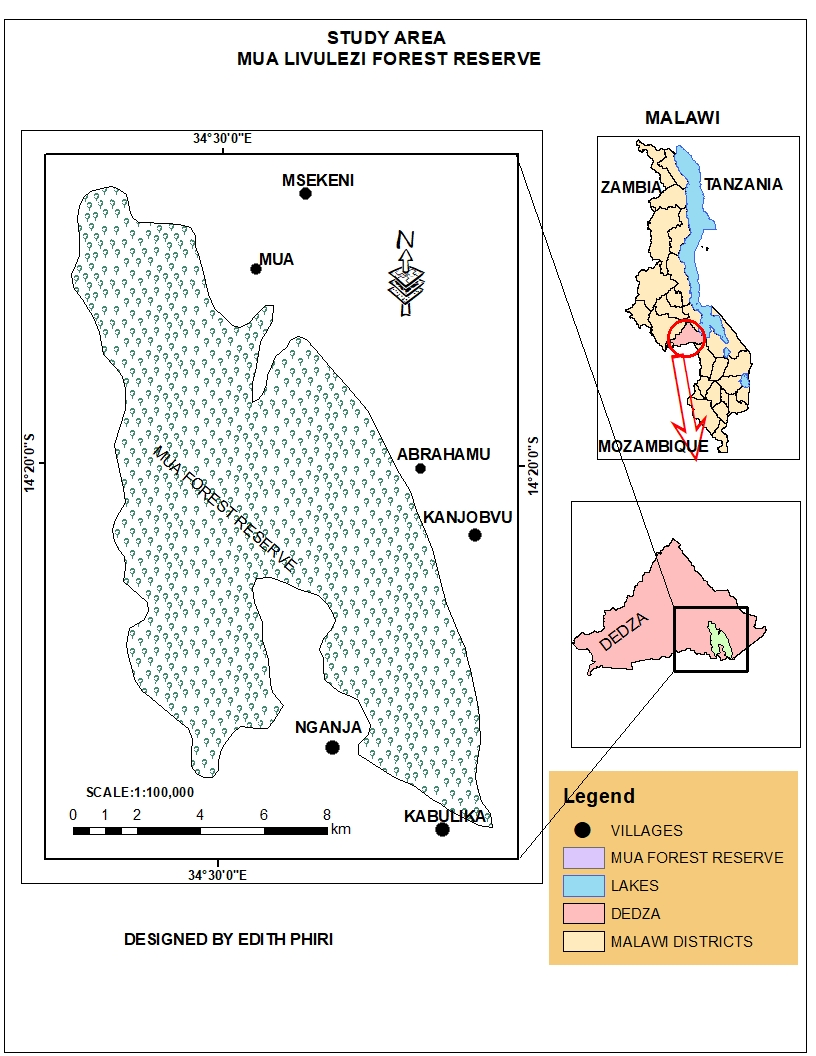 STUDY AREA
MUA LIVULEZI FOREST RESERVE
MALAWI
34°30'0"E
MSEKENI
ZAMBIA
TANZANIA
N
MUA
14°20'0"S
14°20'0"S
ABRAHAMU
MOZAMBIQUE
MUA FOREST RESERVE
KANJOBVU
DEDZA
NGANJA
SCALE:1:100,000
0 1 2 4 6 8
km
KABULIKA
34°30'0"E
Legend
VILLAGES
MUA FOREST RESERVE
LAKES
DEDZA
MALAWI DISTRICTS
DESIGNED BY EDITH PHIRI